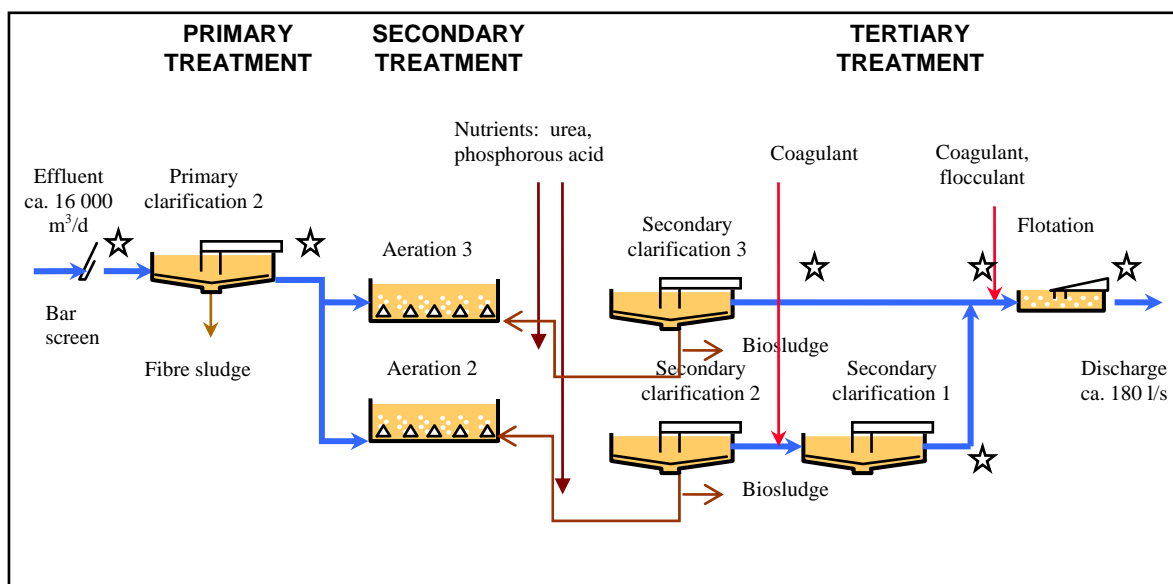 PRIMARY
TREATMENT
SECONDARY
TREATMENT
TERTIARY
TREATMENT
Nutrients: urea,
phosphorous acid
Coagulant
Coagulant,
flocculant
Effluent
ca. 16 000
m³/d
Primary
clarification 2
Aeration 3
Secondary
clarification 3
Flotation
Bar
screen
Fibre sludge
Biosludge
Aeration 2
Secondary
clarification 2
Secondary
clarification 1
Discharge
ca. 180 l/s
Biosludge